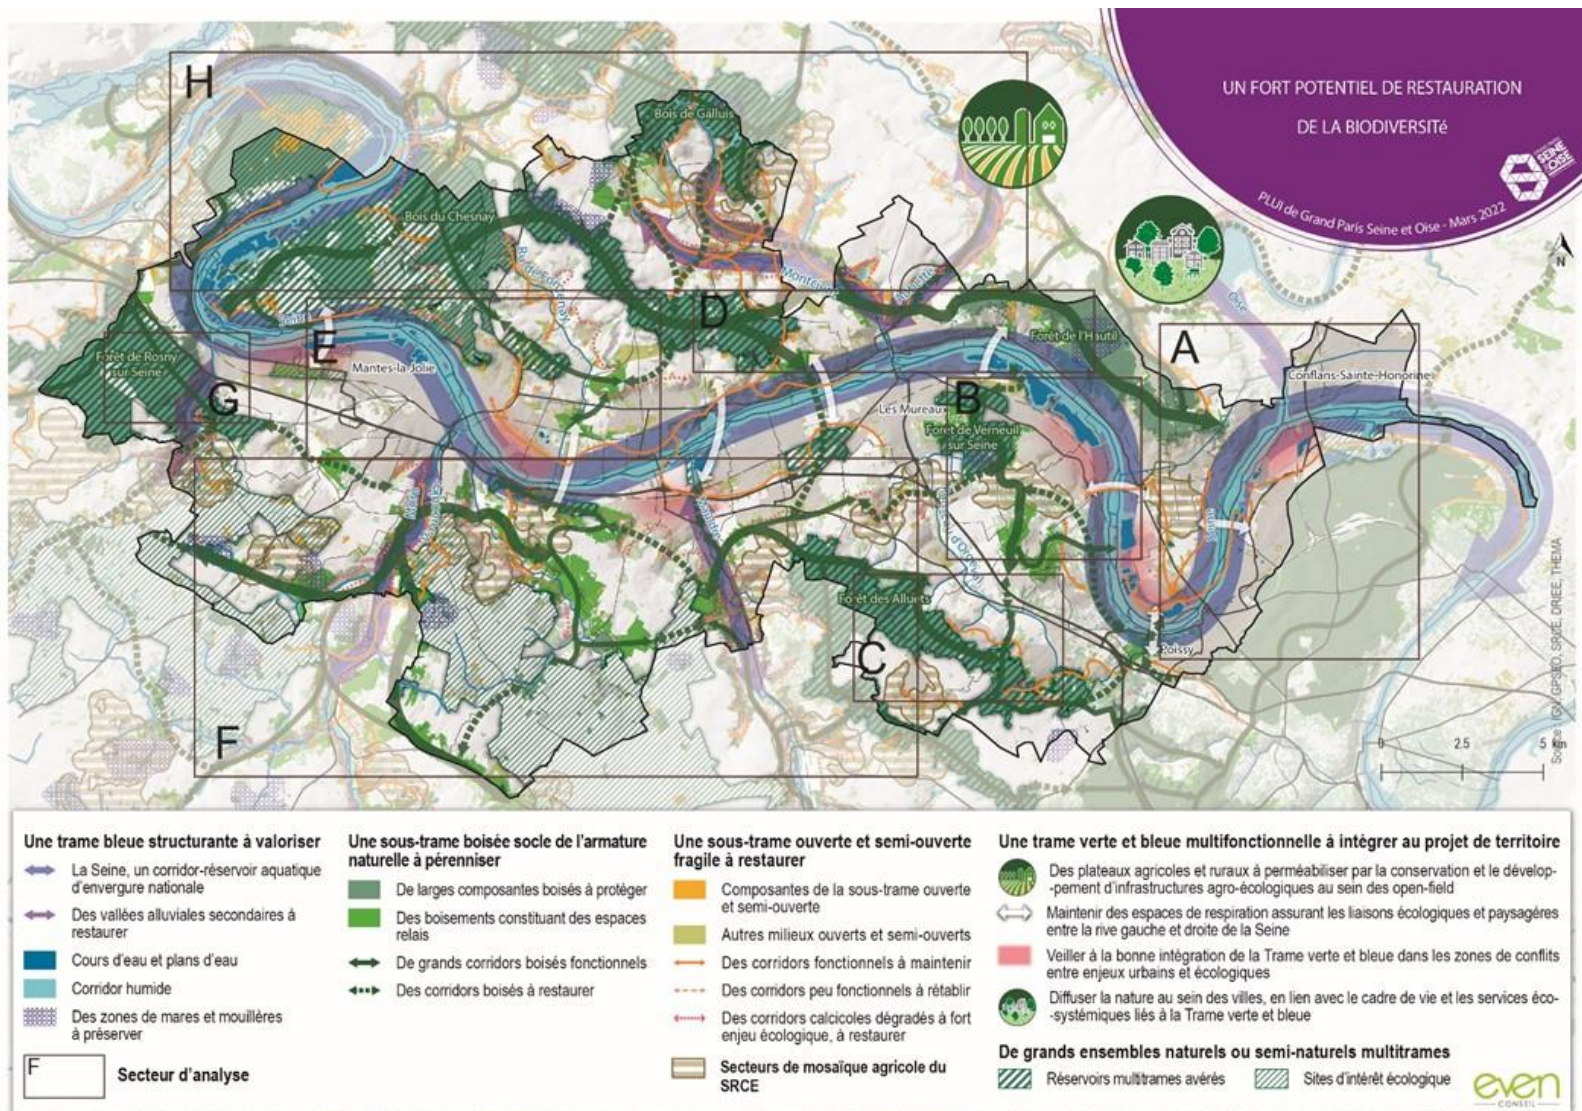 UN FORT POTENTIEL DE RESTAURATION
DE LA BIODIVERSITé
SEINE
&OISE
PLUi de Grand Paris Seine et Oise - Mars 2022
N
H
Bois de Galluis
Bois du Chesnay
Montcient
Aubette
Oise
D
Forêt de l'Hautil
A
E
Forêt de Rosny
sur Seine
Mantes-la-Jolie
Conflans-Sainte-Honorine
G
Les Mureaux
B
Forêt de Verneuil
sur Seine
Forêt des Alluets
C
Poissy
F
0 2.5 5 km
Source : IGN, GPSEO, SRCE, DRIEE, THEMA
Une trame bleue structurante à valoriser
La Seine, un corridor-réservoir aquatique
d'envergure nationale
Des vallées alluviales secondaires à
restaurer
Cours d'eau et plans d'eau
Corridor humide
Des zones de mares et mouillères
à préserver
F
Secteur d'analyse
Une sous-trame boisée socle de l'armature
naturelle à pérenniser
De larges composantes boisés à protéger
Des boisements constituant des espaces
relais
De grands corridors boisés fonctionnels
Des corridors boisés à restaurer
Une sous-trame ouverte et semi-ouverte
fragile à restaurer
Composantes de la sous-trame ouverte
et semi-ouverte
Autres milieux ouverts et semi-ouverts
Des corridors fonctionnels à maintenir
Des corridors peu fonctionnels à rétablir
Des corridors calcicoles dégradés à fort
enjeu écologique, à restaurer
Secteurs de mosaïque agricole du
SRCE
Une trame verte et bleue multifonctionnelle à intégrer au projet de territoire
Des plateaux agricoles et ruraux à perméabiliser par la conservation et le dévelop-
-pement d'infrastructures agro-écologiques au sein des open-field
Maintenir des espaces de respiration assurant les liaisons écologiques et paysagères
entre la rive gauche et droite de la Seine
Veiller à la bonne intégration de la Trame verte et bleue dans les zones de conflits
entre enjeux urbains et écologiques
Diffuser la nature au sein des villes, en lien avec le cadre de vie et les services éco-
-systémiques liés à la Trame verte et bleue
De grands ensembles naturels ou semi-naturels multitrames
Réservoirs multitrames avérés
Sites d'intérêt écologique
even
CONSEIL